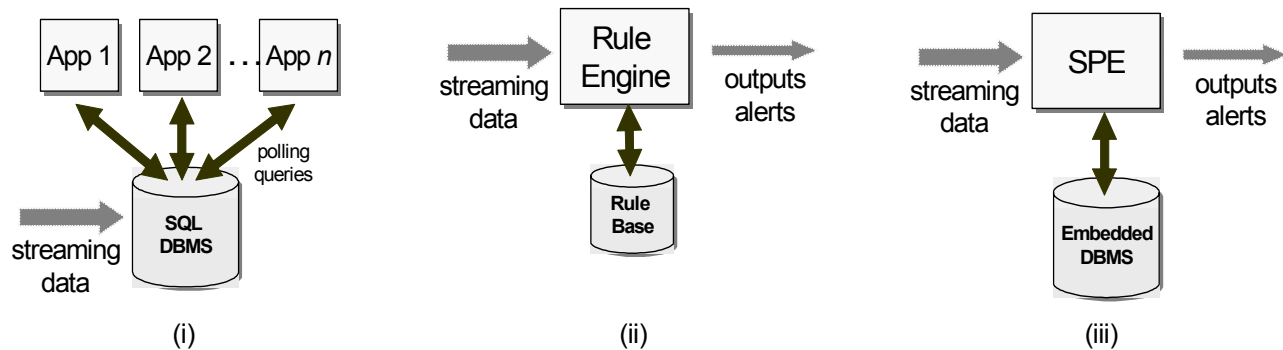 App 1
App 2
. . .
App n
polling
queries
SQL
DBMS
streaming
data
(i)
Rule
Engine
streaming
data
outputs
alerts
Rule
Base
(ii)
SPE
streaming
data
outputs
alerts
Embedded
DBMS
(iii)